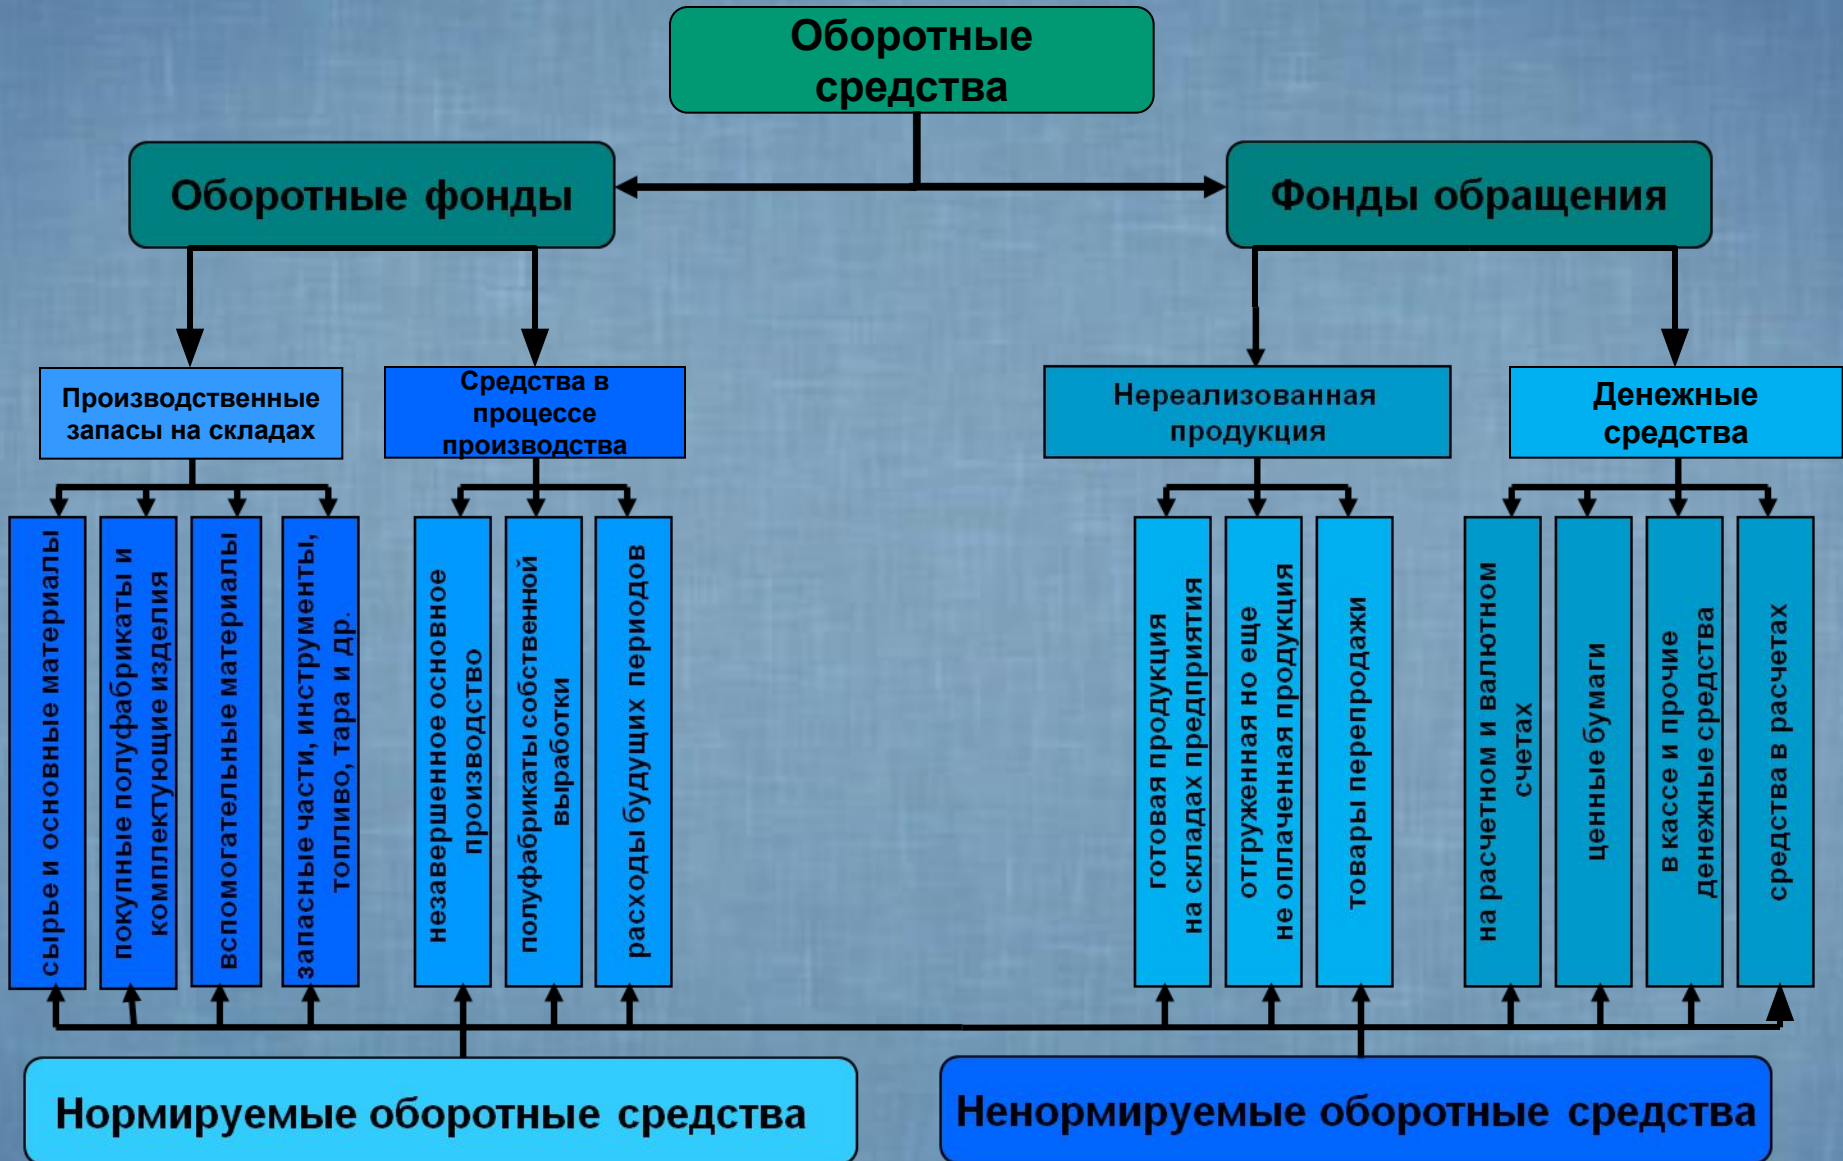 Оборотные
средства
Оборотные фонды
Фонды обращения
Производственные
запасы на складах
Средства в
процессе
производства
Нереализованная
продукция
Денежные
средства
сырье и основные материалы
покупные полуфабрикаты и
комплектующие изделия
вспомогательные материалы
запасные части, инструменты,
топливо, тара и др.
незавершенное основное
производство
полуфабрикаты собственной
выработки
расходы будущих периодов
готовая продукция
на складах предприятия
отгруженная но еще
не оплаченная продукция
товары перепродажи
на расчетном и валютном
счетах
ценные бумаги
в кассе и прочие
денежные средства
средства в расчетах
Нормируемые оборотные средства
Ненормируемые оборотные средства